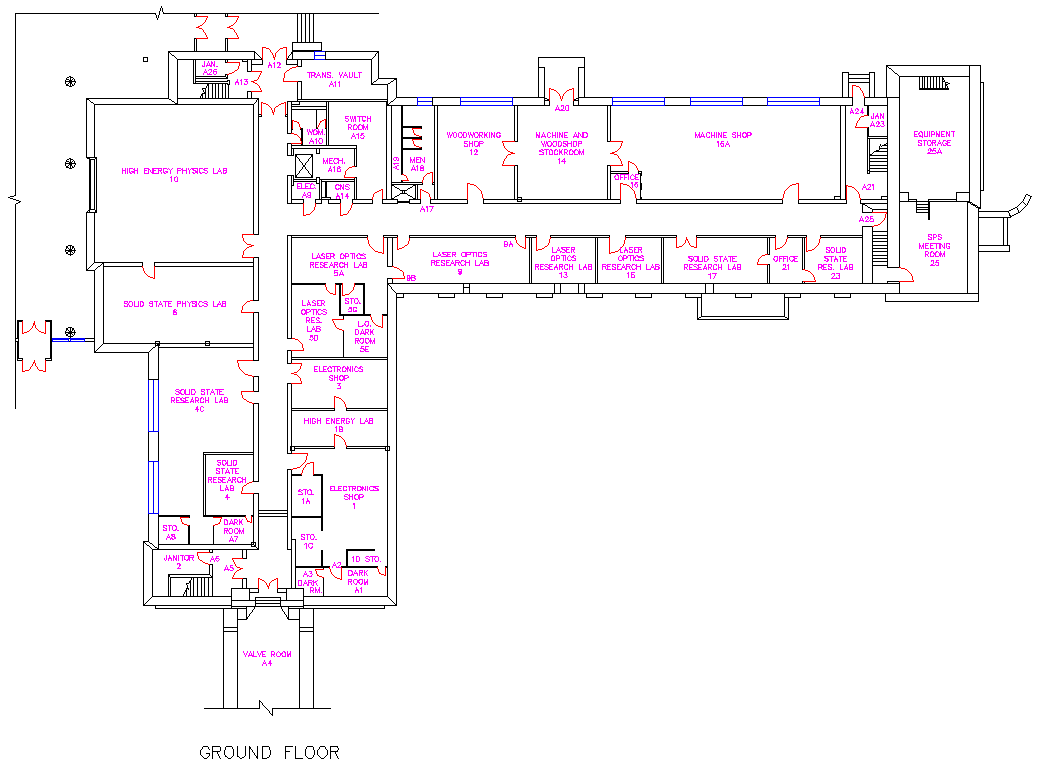 A12
JAN.
A26
A13
TRANS. VAULT
A11
A20
A24
JAN
A23
SWITCH
ROOM
A15
WOM.
A10
WOODWORKING
SHOP
12
MACHINE AND
WOODSHOP
STOCKROOM
14
MACHINE SHOP
16A
EQUIPMENT
STORAGE
25A
HIGH ENERGY PHYSICS LAB
10
MECH.
A16
A19
MEN
A18
OFFICE
16
ELEC.
A9
CNS
A14
A17
A21
A25
LASER OPTICS
RESEARCH LAB
5A
9A
LASER OPTICS
RESEARCH LAB
9
9B
LASER
OPTICS
RESEARCH LAB
13
LASER
OPTICS
RESEARCH LAB
15
SOLID STATE
RESEARCH LAB
17
OFFICE
21
SOLID
STATE
RES. LAB
23
SPS
MEETING
ROOM
25
SOLID STATE PHYSICS LAB
6
LASER
OPTICS
RES.
LAB
5D
STO.
L.O.
DARK
ROOM
5E
ELECTRONICS
SHOP
3
SOLID STATE
RESEARCH LAB
4C
HIGH ENERGY LAB
1B
SOLID
STATE
RESEARCH
LAB
4
STO.
1A
ELECTRONICS
SHOP
1
STO.
A8
DARK
ROOM
A7
STO.
1C
JANITOR
2
A6
A5
1D STO.
A2
A3
DARK
RM.
DARK
ROOM
A1
VALVE ROOM
A4
GROUND FLOOR